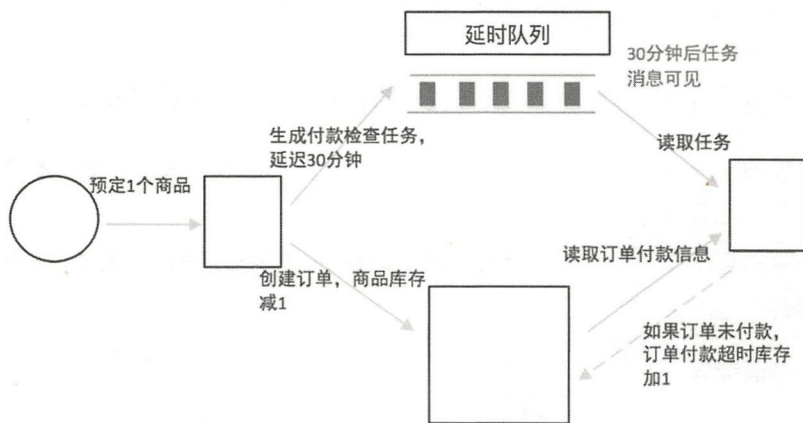 延时队列
30分钟后任务
消息可见
生成付款检查任务，
延迟30分钟
读取任务
预定1个商品
创建订单，商品库存
减1
读取订单付款信息
如果订单未付款，
订单付款超时库存
加1